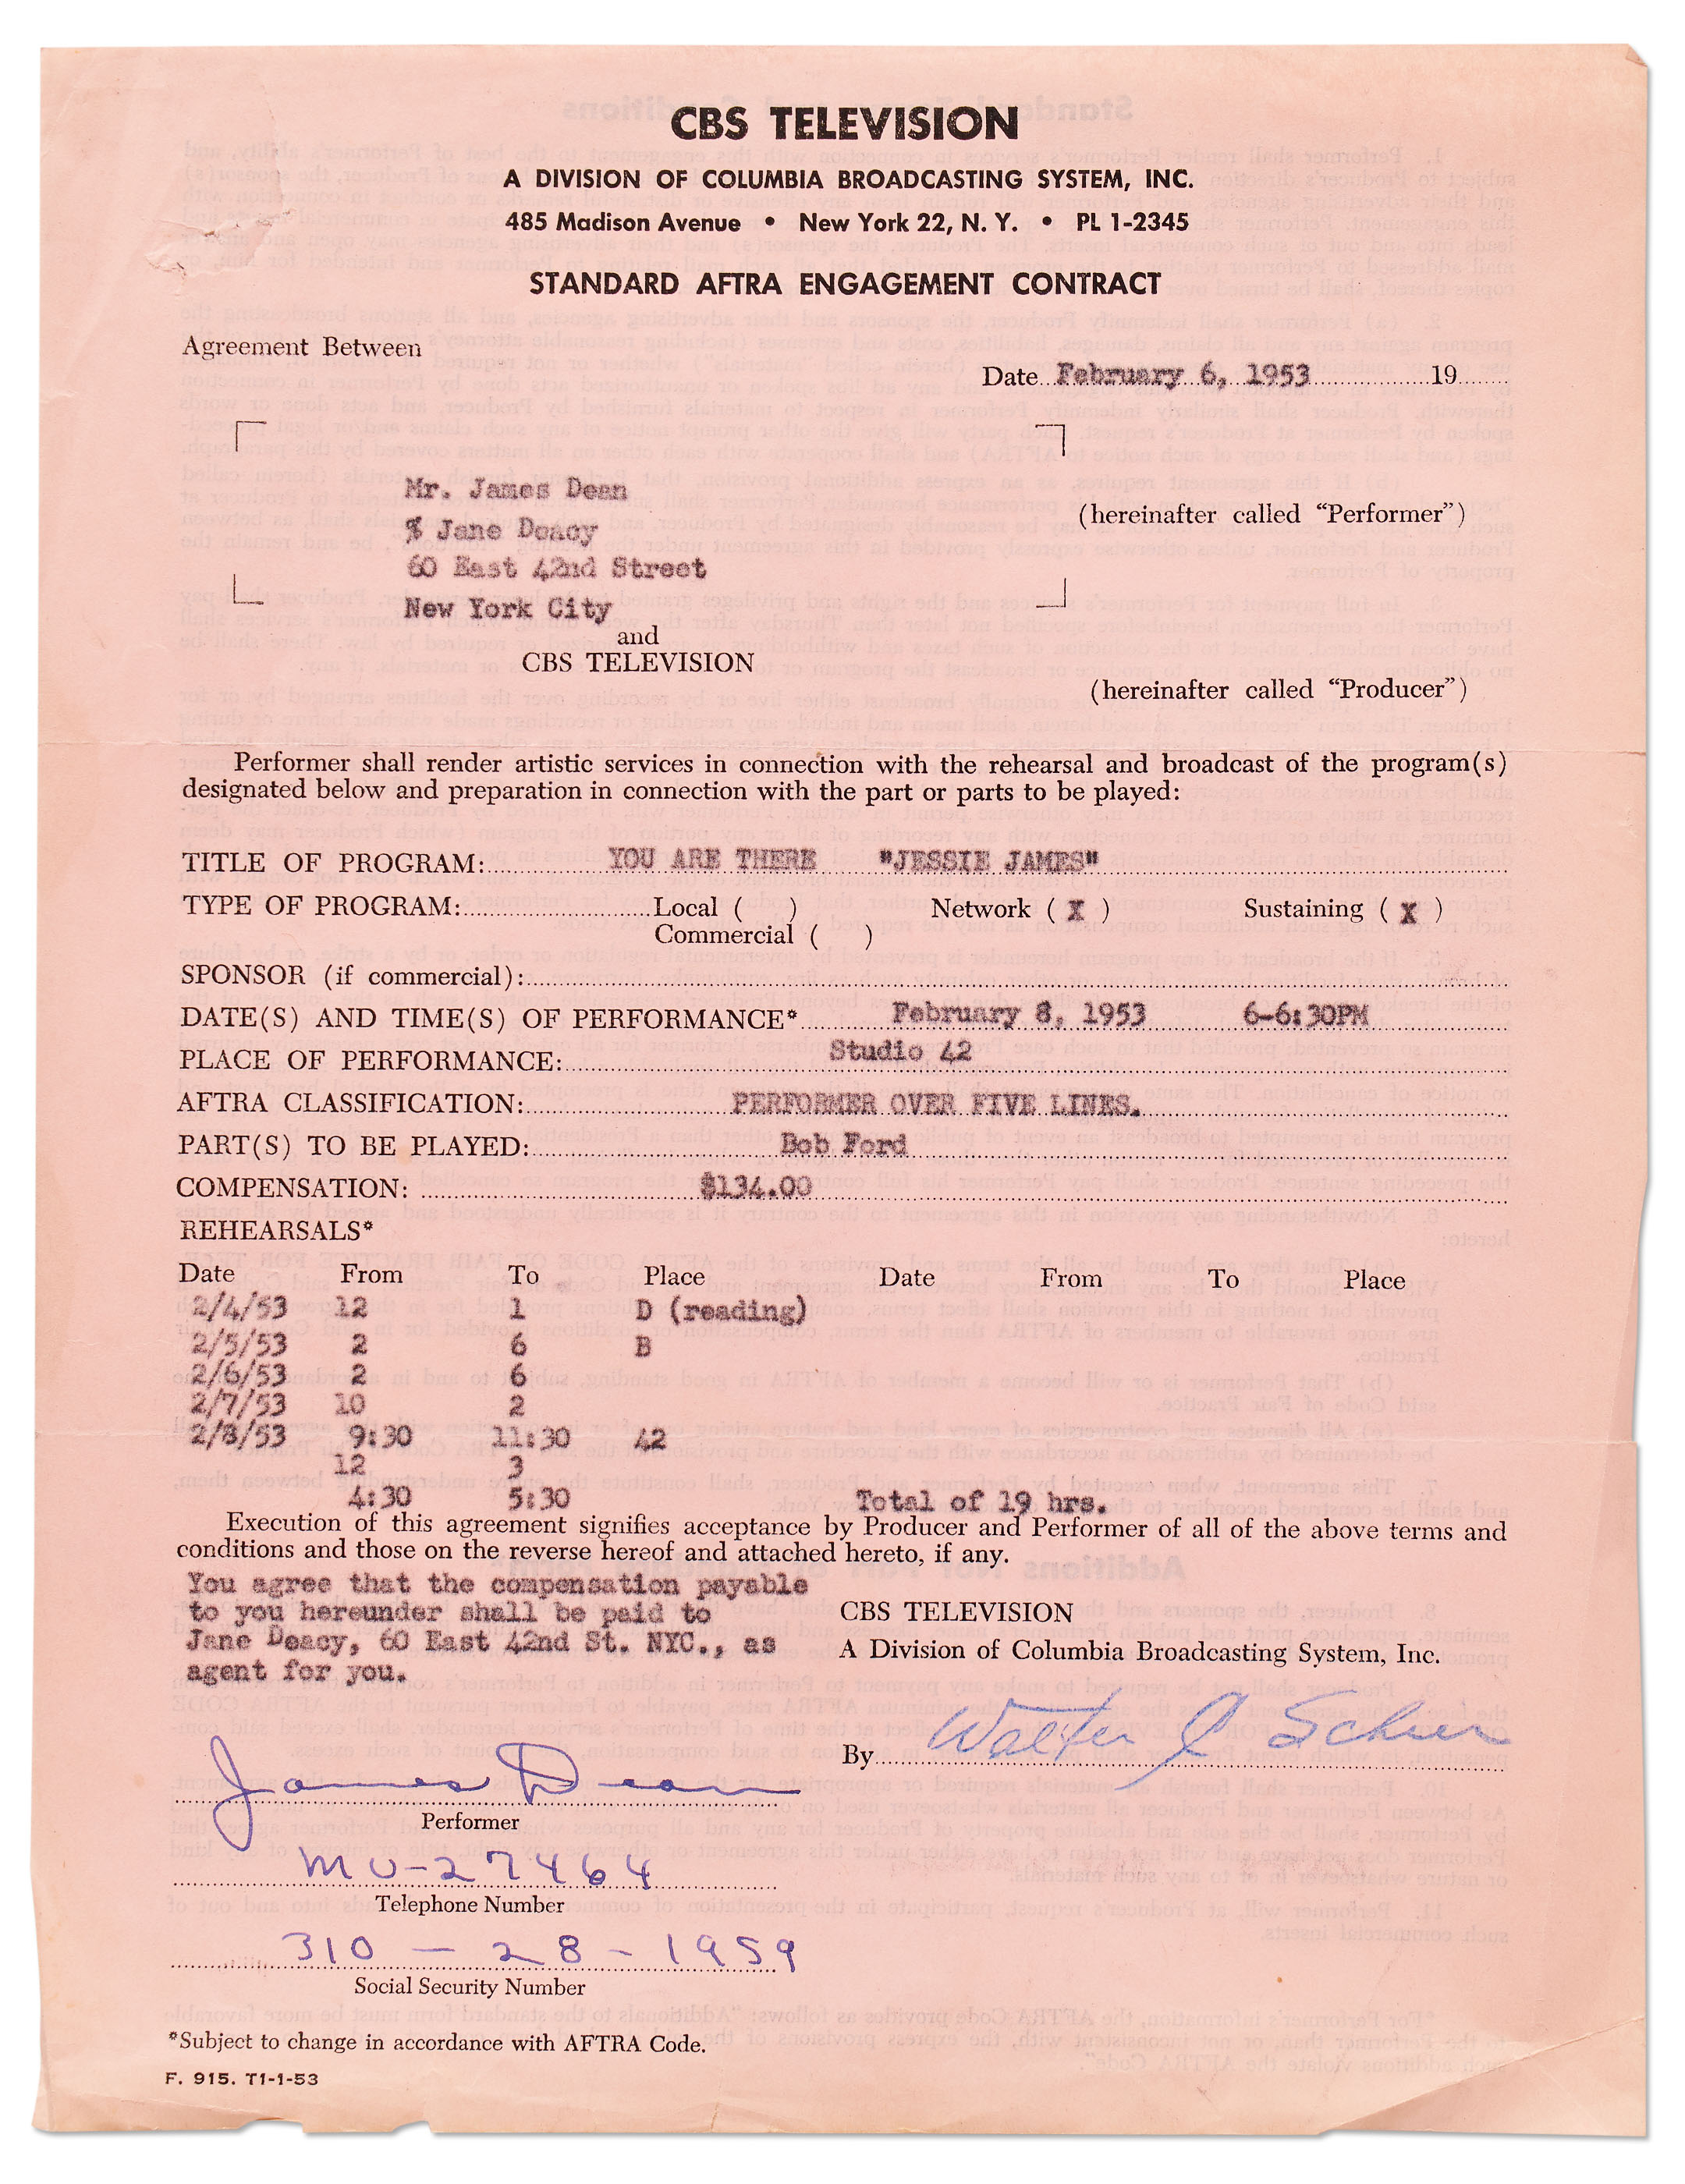 CBS TELEVISION
A DIVISION OF COLUMBIA BROADCASTING SYSTEM, INC.
485 Madison Avenue • New York 22, N. Y. • PL 1-2345
STANDARD AFTRA ENGAGEMENT CONTRACT
Agreement Between
Date February 6, 1953 19
Mr. James Dean
% Jane Deacy
60 East 42nd Street
New York City
(hereinafter called “Performer”)
and
CBS TELEVISION
(hereinafter called “Producer”)
Performer shall render artistic services in connection with the rehearsal and broadcast of the program(s)
designated below and preparation in connection with the part or parts to be played:
TITLE OF PROGRAM: YOU ARE THERE "JESSIE JAMES"
TYPE OF PROGRAM: Local ( ) Network ( X ) Sustaining ( X )
Commercial ( )
SPONSOR (if commercial):
DATE(S) AND TIME(S) OF PERFORMANCE* February 8, 1953 6-6:30PM
PLACE OF PERFORMANCE: Studio 42
AFTRA CLASSIFICATION: PERFORMER OVER FIVE LINES.
PART(S) TO BE PLAYED: Bob Ford
COMPENSATION: $134.00
REHEARSALS*
Date From To Place Date From To Place
2/4/53 12 1 D (reading)
2/5/53 2 6 B
2/6/53 2 6
2/7/53 10 2
2/8/53 9:30 11:30 42
12 3
4:30 5:30 Total of 19 hrs.
Execution of this agreement signifies acceptance by Producer and Performer of all of the above terms and
conditions and those on the reverse hereof and attached hereto, if any.
You agree that the compensation payable
to you hereunder shall be paid to
Jane Deacy, 60 East 42nd St. NYC., as
agent for you.
CBS TELEVISION
A Division of Columbia Broadcasting System, Inc.
By Walter J Schier
James Dean
Performer
MU-27464
Telephone Number
310 - 28 - 1959
Social Security Number
*Subject to change in accordance with AFTRA Code.
F. 915. T1-1-53